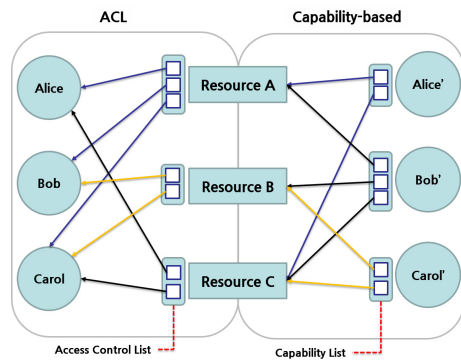 ACL
Capability-based
Alice
Resource A
Alice'
Bob
Resource B
Bob'
Carol
Resource C
Carol'
Access Control List
Capability List